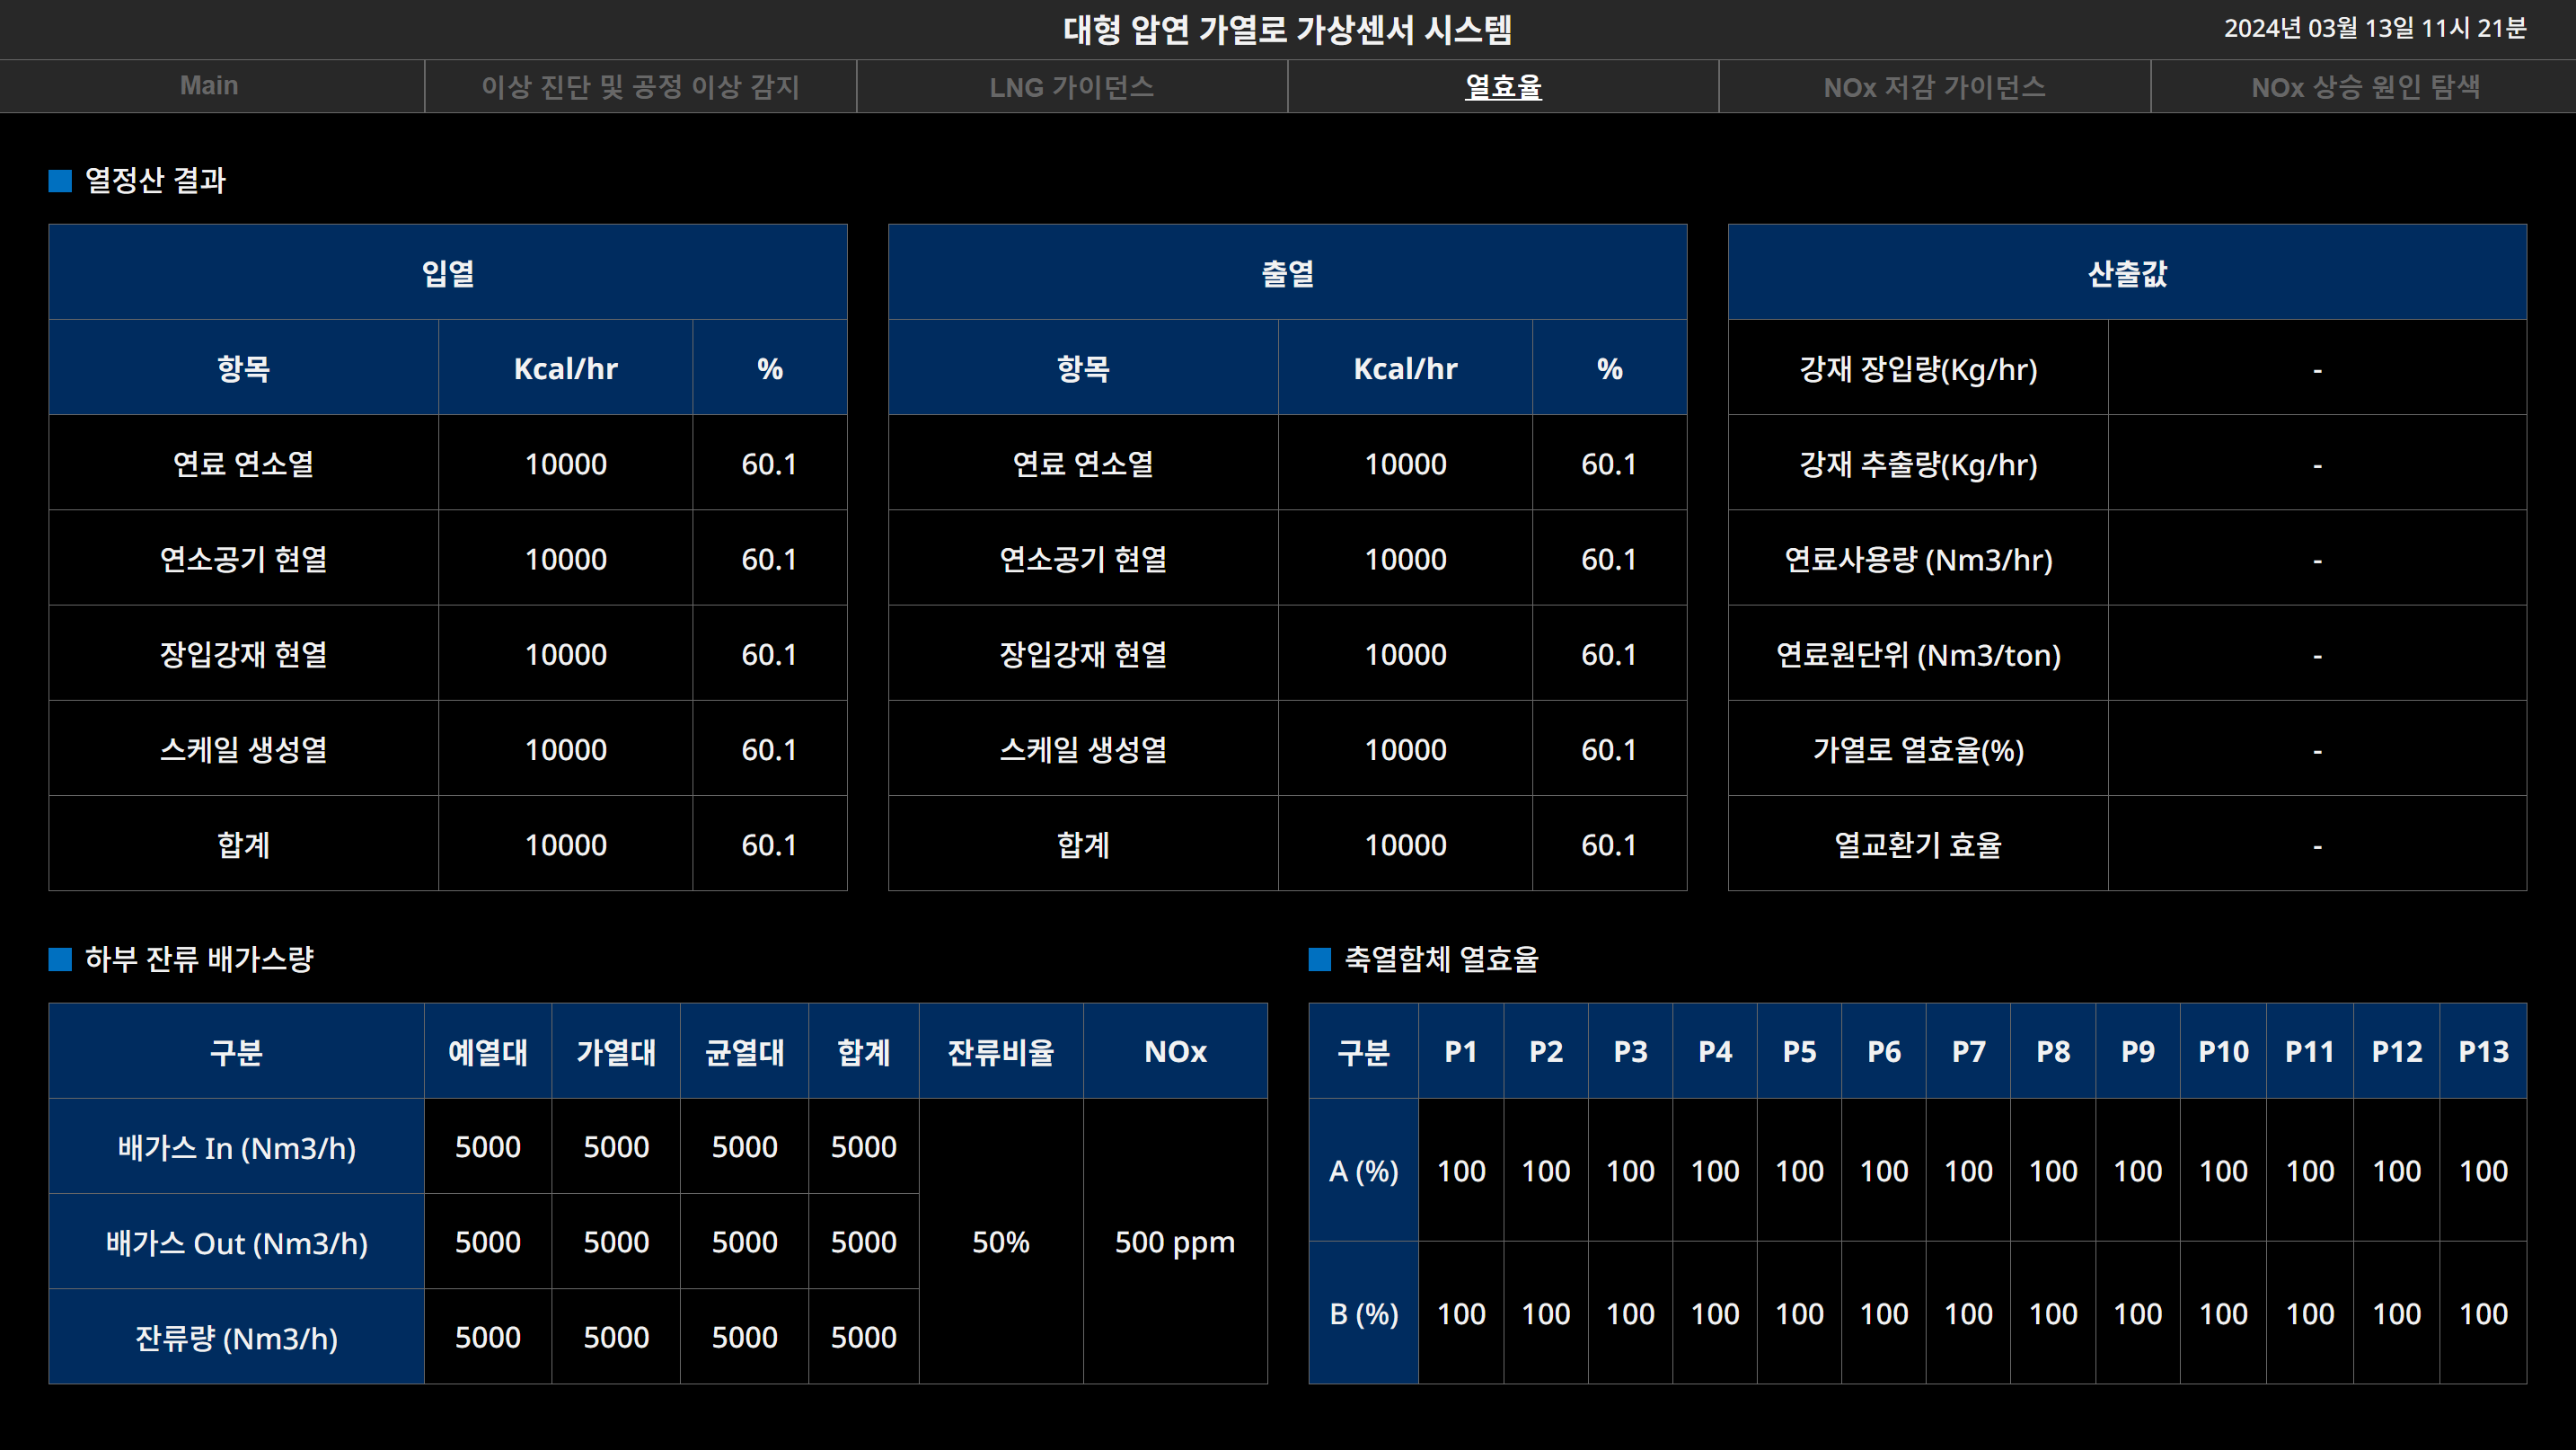 대형 압연 가열로 가상센서 시스템
2024년 03월 13일 11시 21분
Main 이상 진단 및 공정 이상 감지 LNG 가이던스 열효율 NOx 저감 가이던스 NOx 상승 원인 탐색
열정산 결과
입열
항목 Kcal/hr %
연료 연소열 10000 60.1
연소공기 현열 10000 60.1
장입강재 현열 10000 60.1
스케일 생성열 10000 60.1
합계 10000 60.1
출열
항목 Kcal/hr %
연료 연소열 10000 60.1
연소공기 현열 10000 60.1
장입강재 현열 10000 60.1
스케일 생성열 10000 60.1
합계 10000 60.1
산출값
강재 장입량(Kg/hr) -
강재 추출량(Kg/hr) -
연료사용량 (Nm3/hr) -
연료원단위 (Nm3/ton) -
가열로 열효율(%) -
열교환기 효율 -
하부 잔류 배가스량
구분 예열대 가열대 균열대 합계 잔류비율 NOx
배가스 In (Nm3/h) 5000 5000 5000 5000
배가스 Out (Nm3/h) 5000 5000 5000 5000 50% 500 ppm
잔류량 (Nm3/h) 5000 5000 5000 5000
축열함체 열효율
구분 P1 P2 P3 P4 P5 P6 P7 P8 P9 P10 P11 P12 P13
A (%) 100 100 100 100 100 100 100 100 100 100 100 100 100
B (%) 100 100 100 100 100 100 100 100 100 100 100 100 100